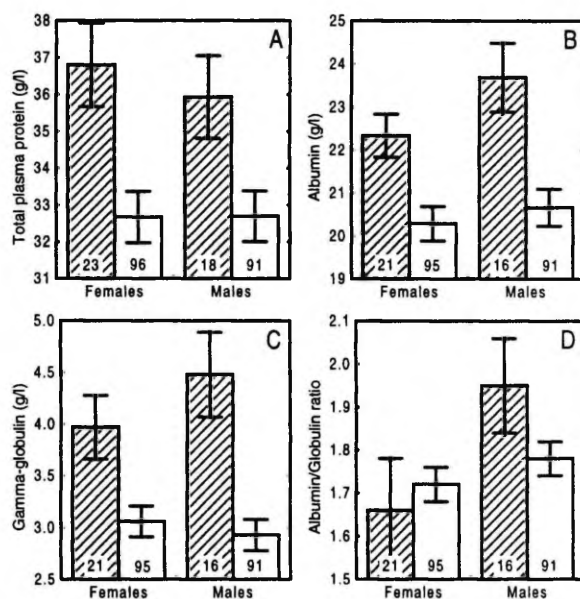 A
Total plasma protein (g/l)
38
37
36
35
34
33
32
31
23 96 18 91
Females Males
B
Albumin (g/l)
25
24
23
22
21
20
19
21 95 16 91
Females Males
C
Gamma-globulin (g/l)
5.0
4.5
4.0
3.5
3.0
2.5
21 95 16 91
Females Males
D
Albumin/Globulin ratio
2.1
2.0
1.9
1.8
1.7
1.6
1.5
21 95 16 91
Females Males